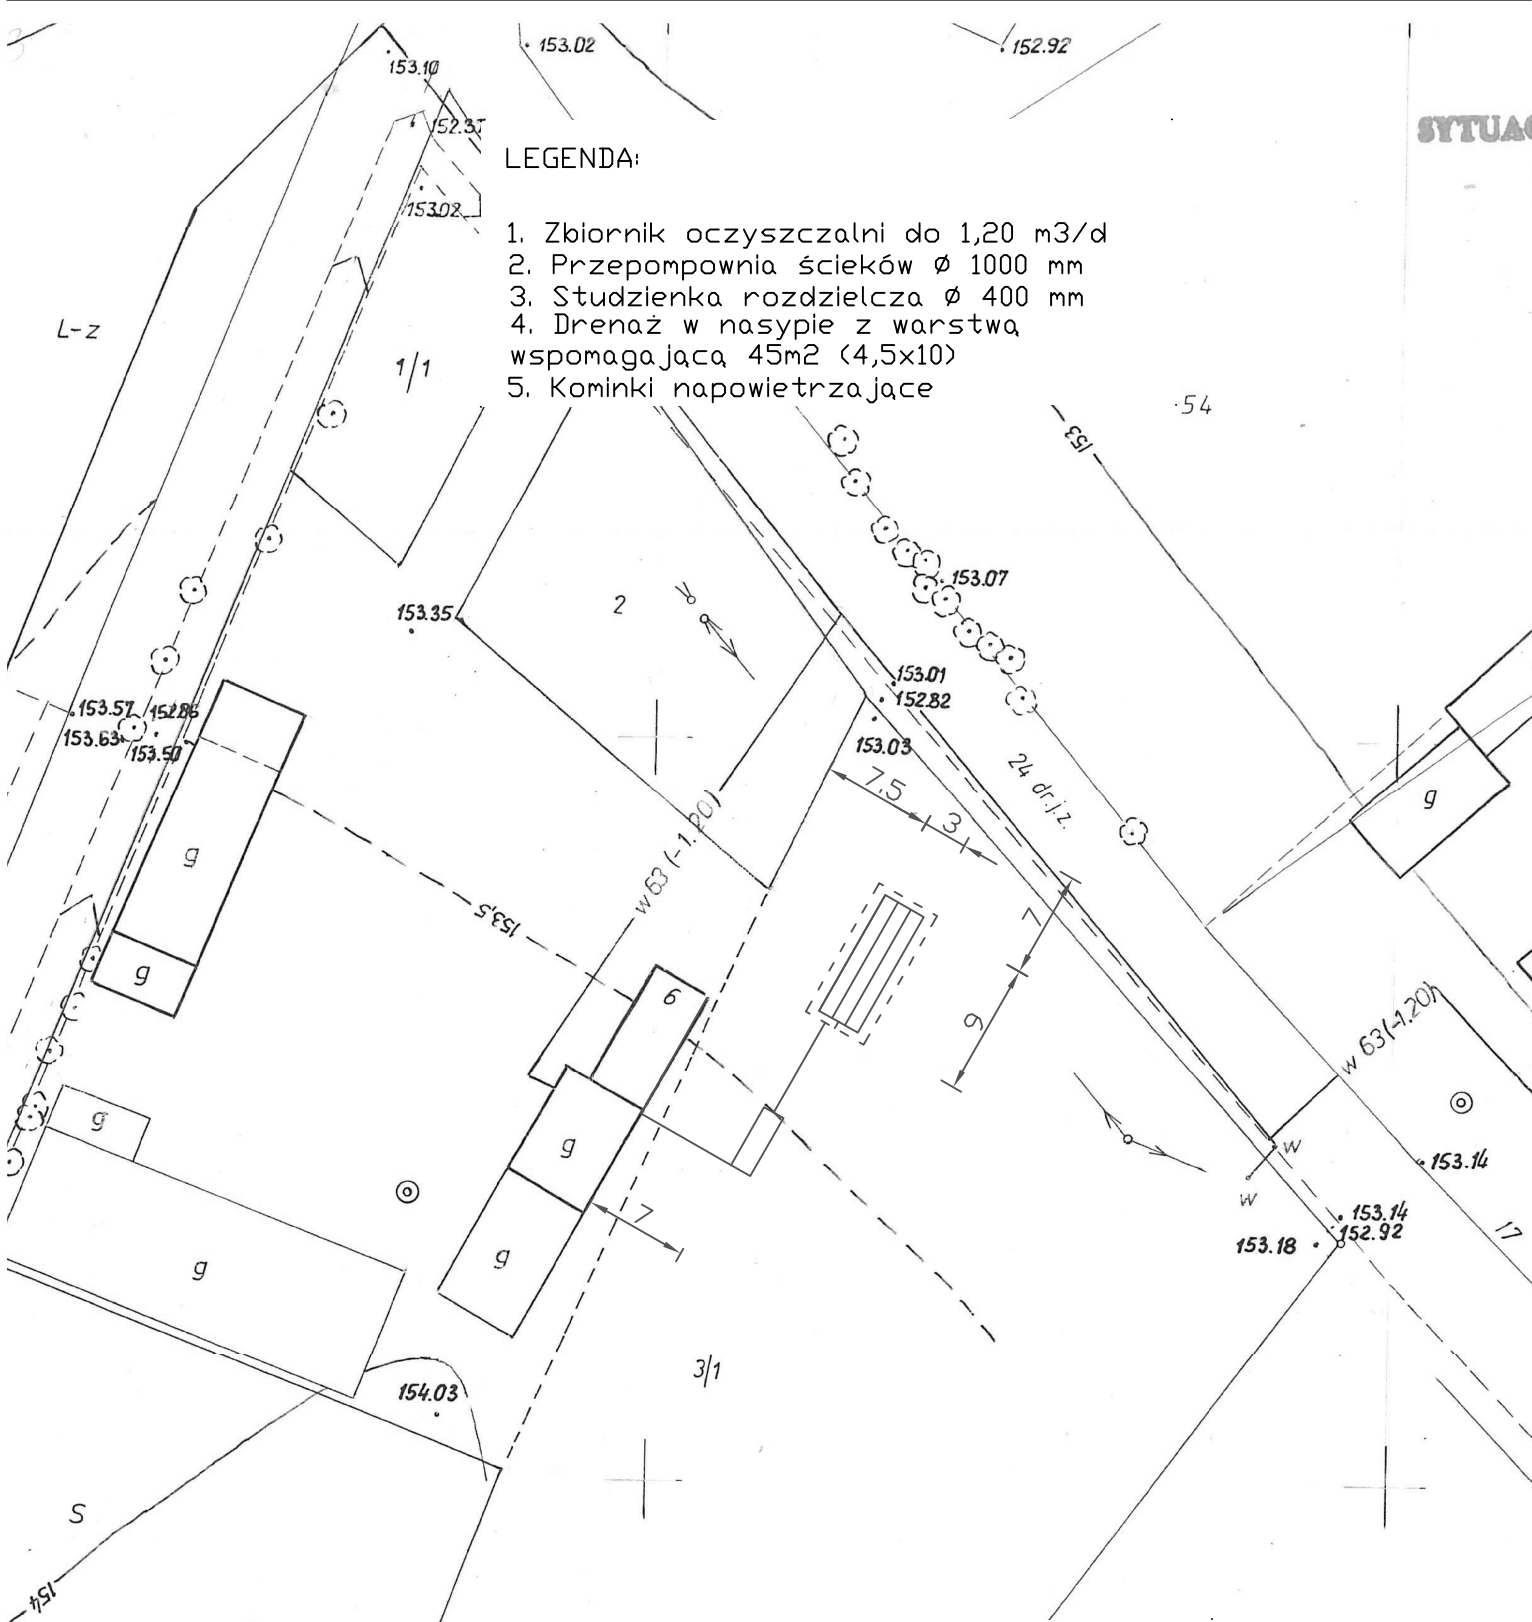 153.10
153.02
152.92
SYTUAC
152.37
LEGENDA:
153.02
1. Zbiornik oczyszczalni do 1,20 m3/d
2. Przepompownia ścieków Ø 1000 mm
3. Studzienka rozdzielcza Ø 400 mm
4. Drenaż w nasypie z warstwą
wspomagającą 45m2 (4,5x10)
5. Kominki napowietrzające
L-z
1/1
54
153
153.07
153.35
2
153.01
152.82
153.57
152.86
153.63
153.50
153.03
7.5
3
24 dr.j.z.
g
g
w 63 (-1.20)
153,5
7
g
6
9
w 63(-1.20)
g
g
w
153.14
w
7
153.14
152.92
153.18
17
g
g
3/1
154.03
S
154